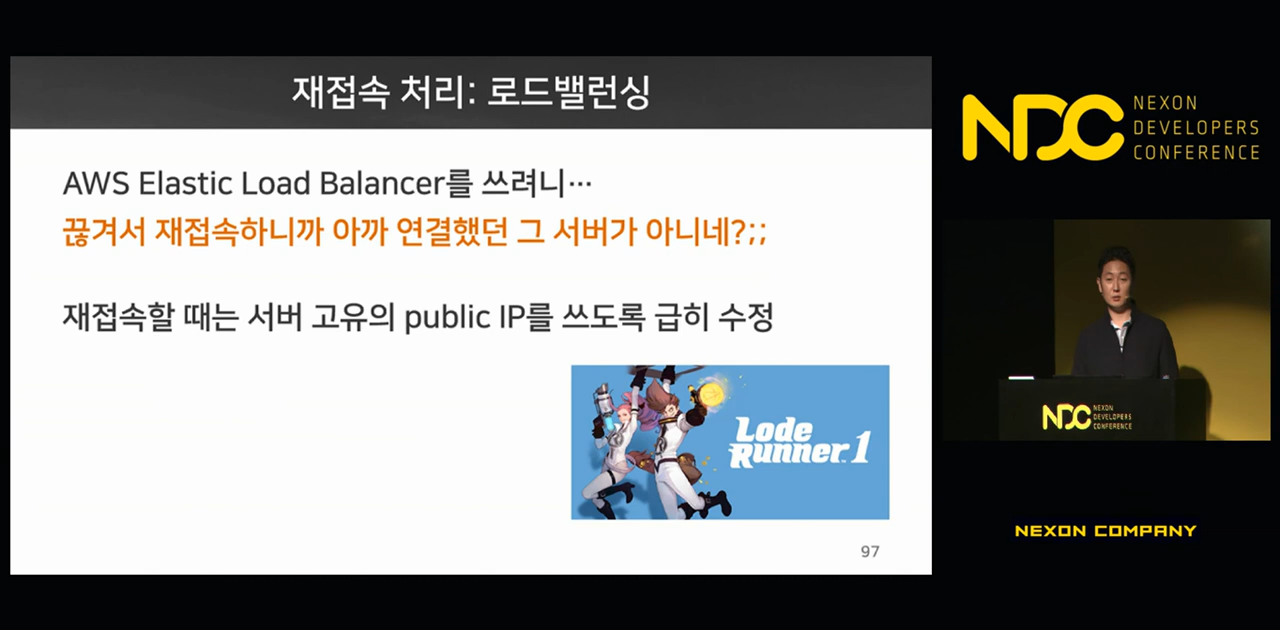 재접속 처리: 로드밸런싱
AWS Elastic Load Balancer를 쓰려니…
끊겨서 재접속하니까 아까 연결했던 그 서버가 아니네?;;
재접속할 때는 서버 고유의 public IP를 쓰도록 급히 수정
Lode
Runner 1
97
NDC
NEXON
DEVELOPERS
CONFERENCE
NDC
NEXON
DEVELOPERS
CONFERENCE
NEXON COMPANY